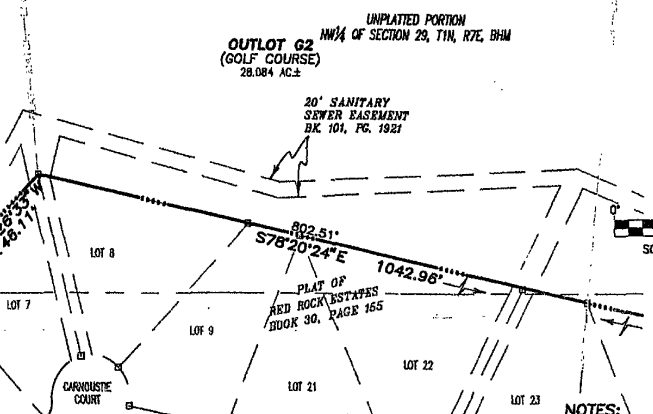 UNPLATTED PORTION
NW¼ OF SECTION 29, T1N, R7E, BHM
OUTLOT G2
(GOLF COURSE)
28.084 AC.±
20' SANITARY
SEWER EASEMENT
BK. 101, PG. 1921
802.51'
S78°20'24"E
1042.96'
0'
LOT 8
LOT 7
PLAT OF
RED ROCK ESTATES
BOOK 30, PAGE 155
LOT 9
LOT 22
CARNOUSTIE
COURT
LOT 21
LOT 23
NOTES: